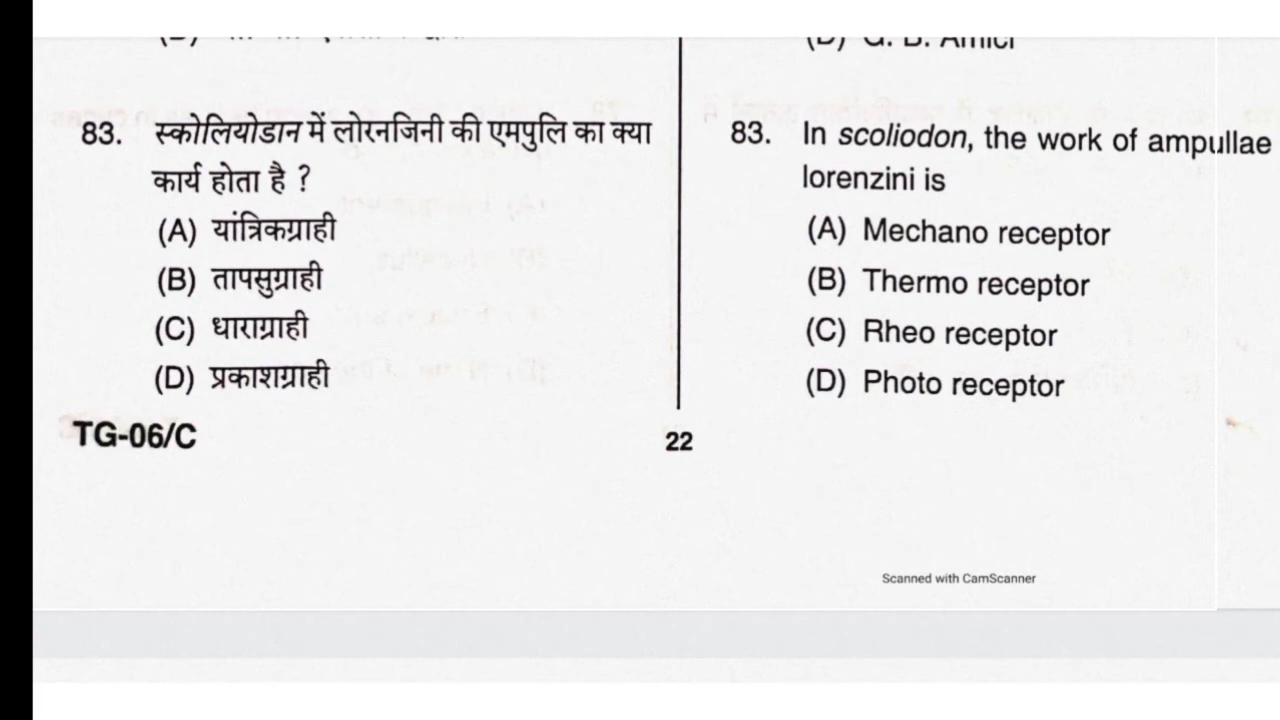 83. स्कोलियोडान में लोरनजिनी की एमपुलि का क्या
कार्य होता है ?
(A) यांत्रिकग्राही
(B) तापसुग्राही
(C) धाराग्राही
(D) प्रकाशग्राही
TG-06/C
(D) G. B. Amici
83. In scoliodon, the work of ampullae
lorenzini is
(A) Mechano receptor
(B) Thermo receptor
(C) Rheo receptor
(D) Photo receptor
22
Scanned with CamScanner